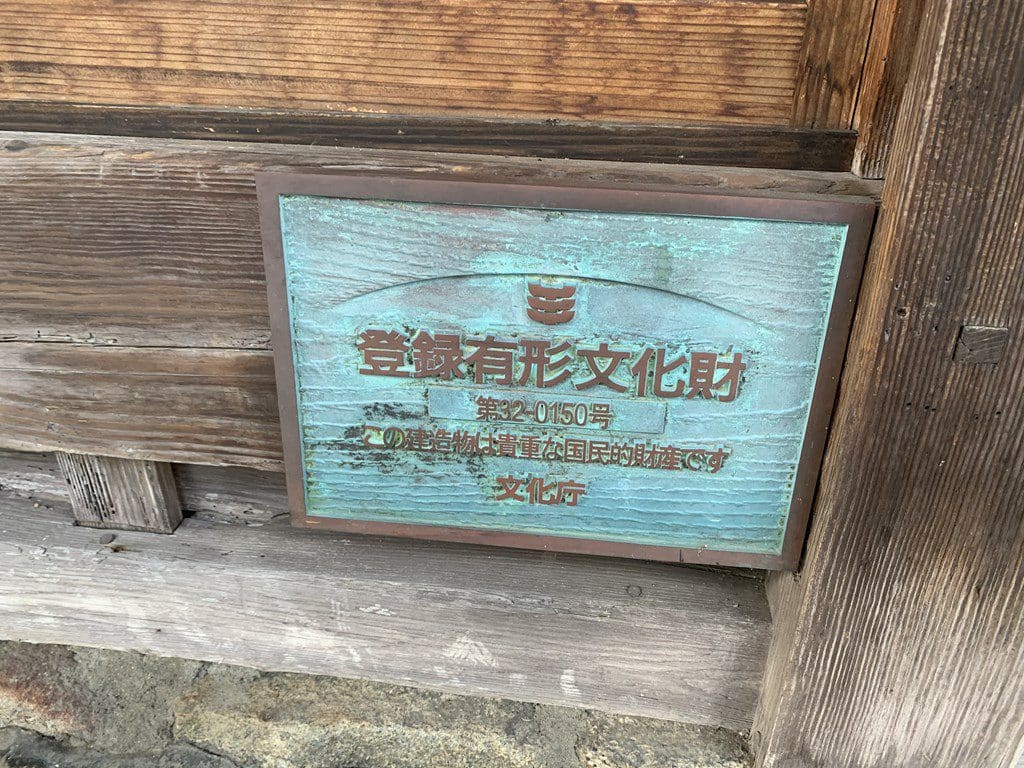 登録有形文化財
第32-0150号
この建造物は貴重な国民的財産です
文化庁